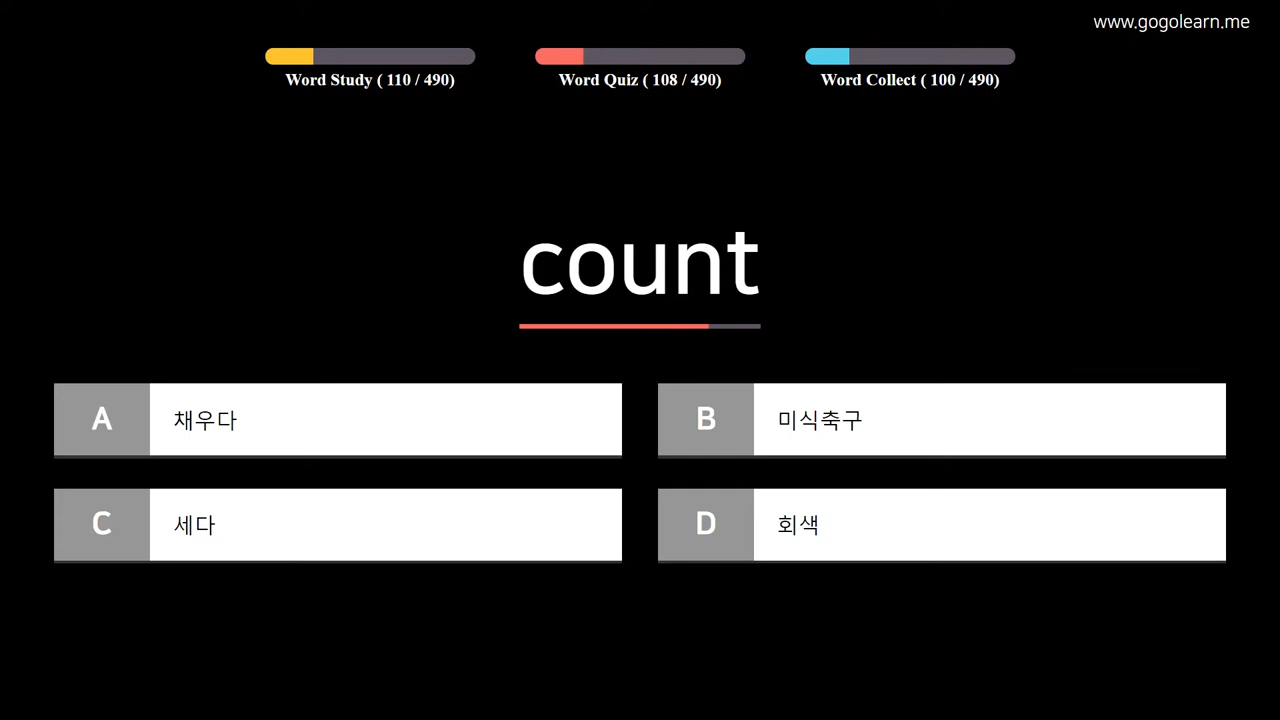 www.gogolearn.me
Word Study ( 110 / 490)
Word Quiz ( 108 / 490)
Word Collect ( 100 / 490)
count
A 채우다
B 미식축구
C 세다
D 회색